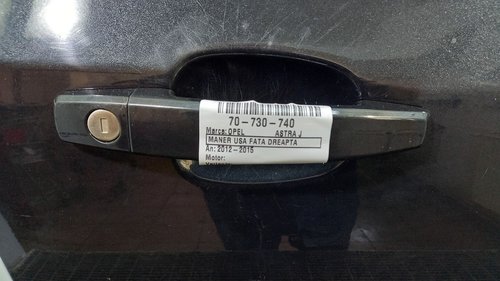 70-730-740
Marca: OPEL ASTRA J
MANER USA FATA DREAPTA
An: 2012-2015
Motor: